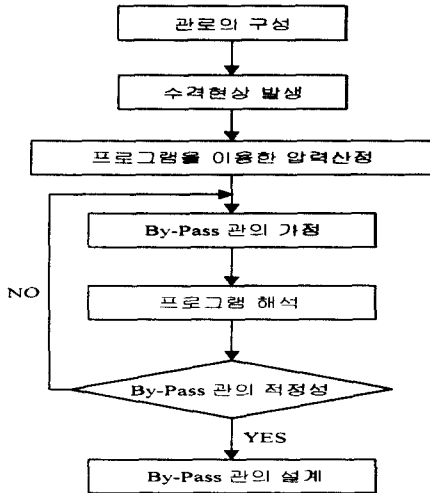 관로의 구성
수격현상 발생
프로그램을 이용한 압력산정
By-Pass 관의 가정
NO
프로그램 해석
By-Pass 관의 적정성
YES
By-Pass 관의 설계